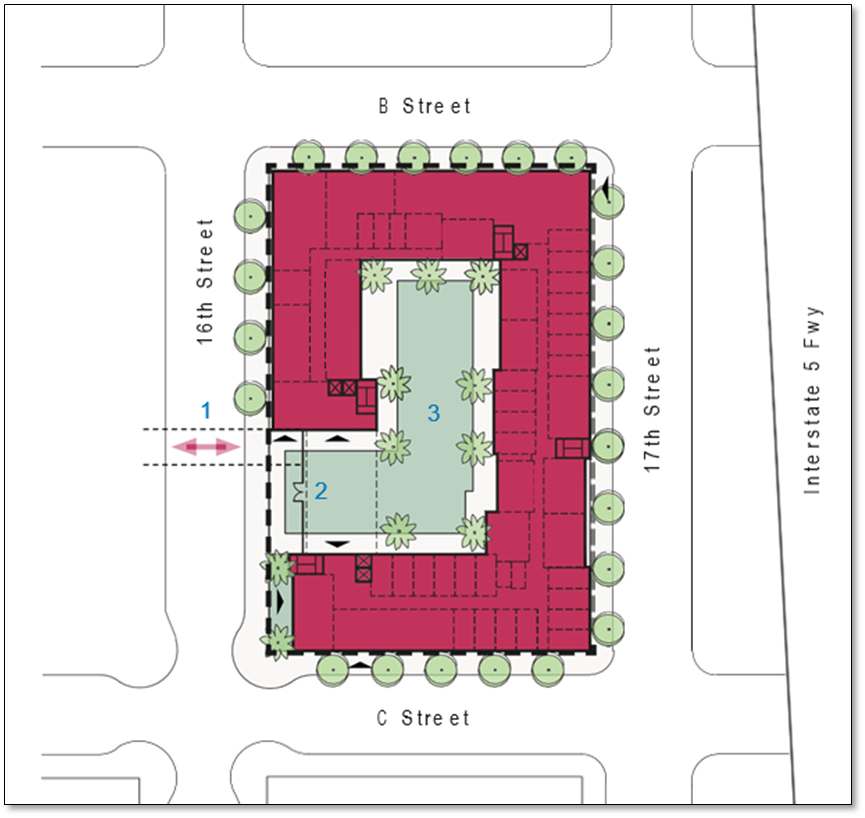 B Street
16th Street
Interstate 5 Fwy
17th Street
1
3
2
C Street